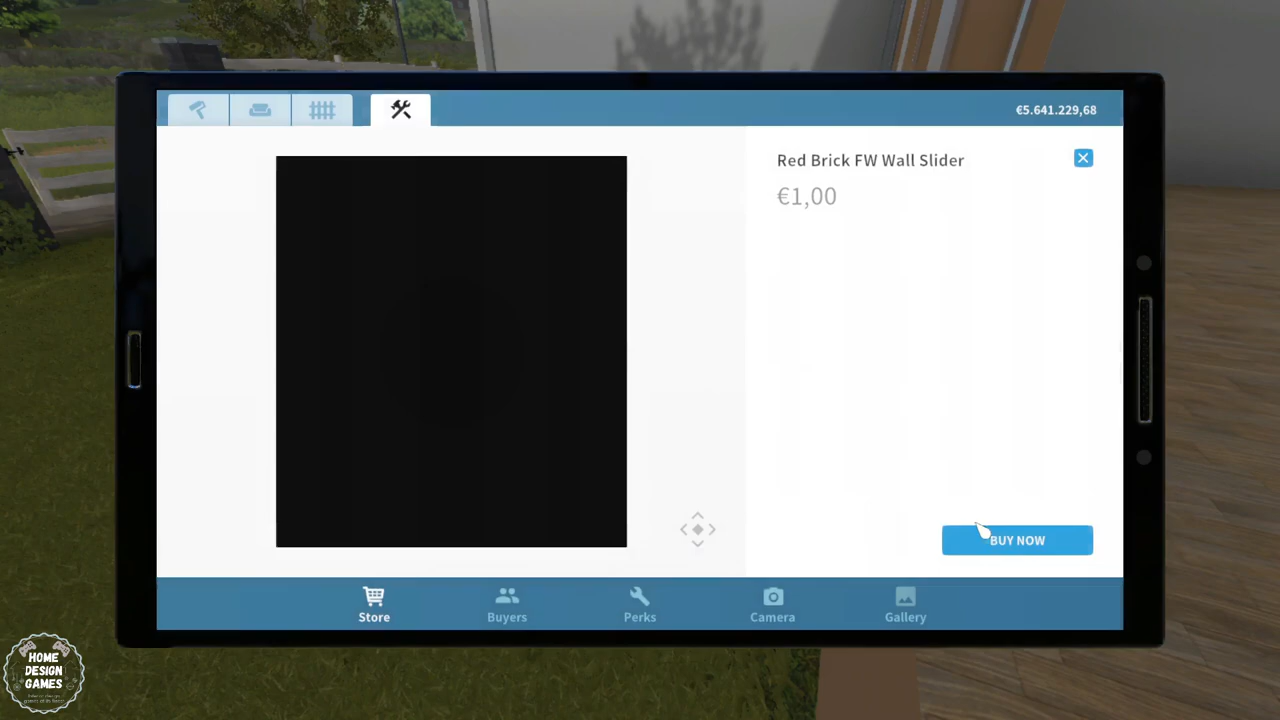 €5.641.229,68
Red Brick FW Wall Slider
€1,00
BUY NOW
Store
Buyers
Perks
Camera
Gallery
HOME
DESIGN
GAMES